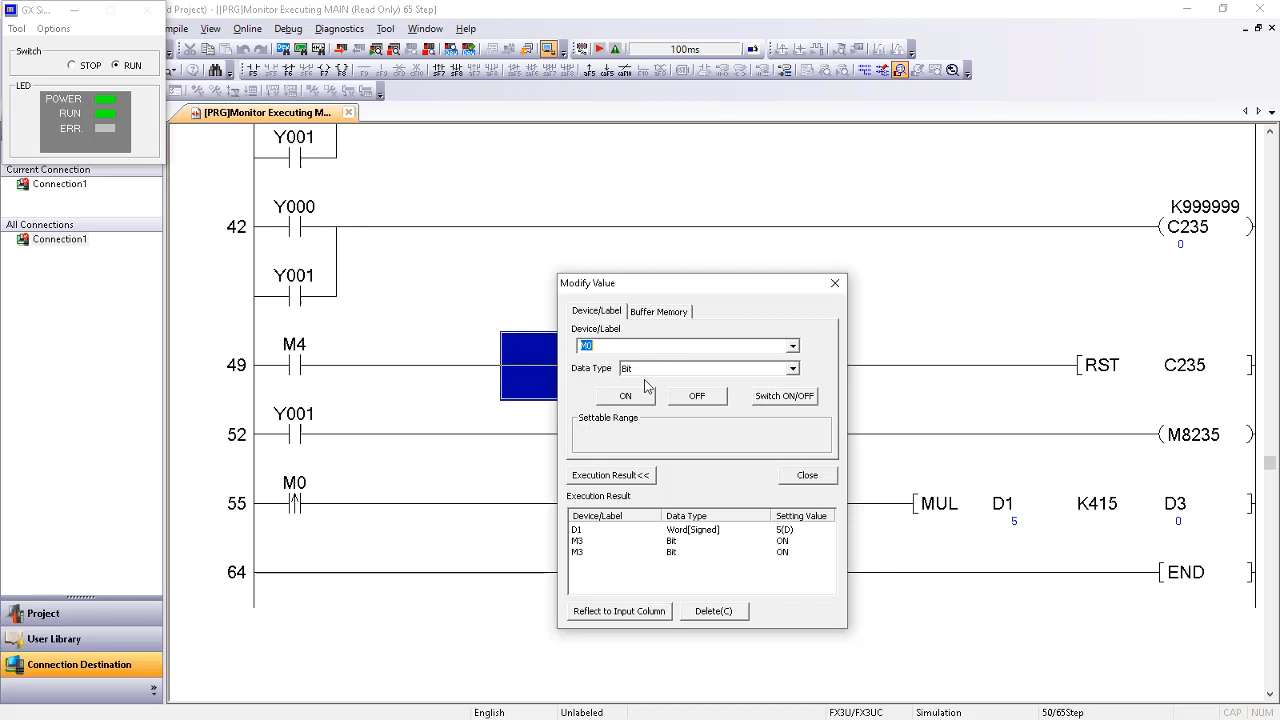 GX Si...
d Project) - [[PRG]Monitor Executing MAIN (Read Only) 65 Step]
Tool Options
mpile View Online Debug Diagnostics Tool Window Help
Switch
STOP RUN
100ms
LED
POWER
RUN
ERR.
[PRG]Monitor Executing M...
Current Connection
Connection1
All Connections
Connection1
Y001
Y000
K999999
42
C235
0
Y001
M4
49
RST C235
Y001
52
M8235
M0
55
MUL D1 K415 D3
5 0
64
END
Modify Value
Device/Label Buffer Memory
Device/Label
M0
Data Type Bit
ON OFF Switch ON/OFF
Settable Range
Execution Result<< Close
Execution Result
Device/Label Data Type Setting Value
D1 Word[Signed] 5(D)
M3 Bit ON
M3 Bit ON
Reflect to Input Column Delete(C)
Project
User Library
Connection Destination
English Unlabeled FX3U/FX3UC Simulation 50/65Step CAP NUM